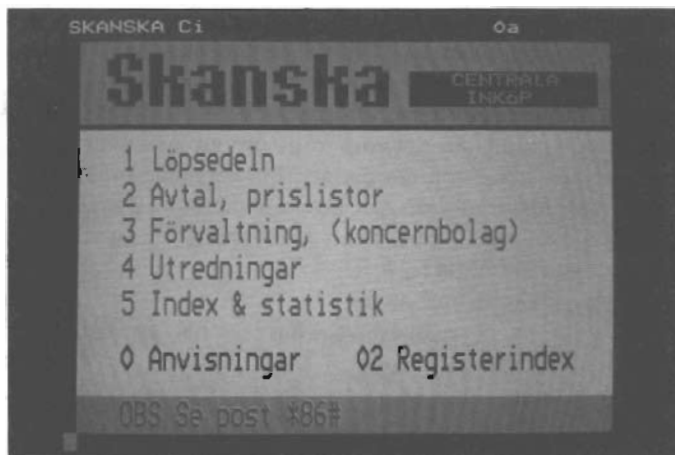 SKANSKA Ci 0a
Skanska
CENTRALA
INKöP
1 Löpsedeln
2 Avtal, prislistor
3 Förvaltning, (koncernbolag)
4 Utredningar
5 Index & statistik
0 Anvisningar 02 Registerindex
OBS Se post *86#